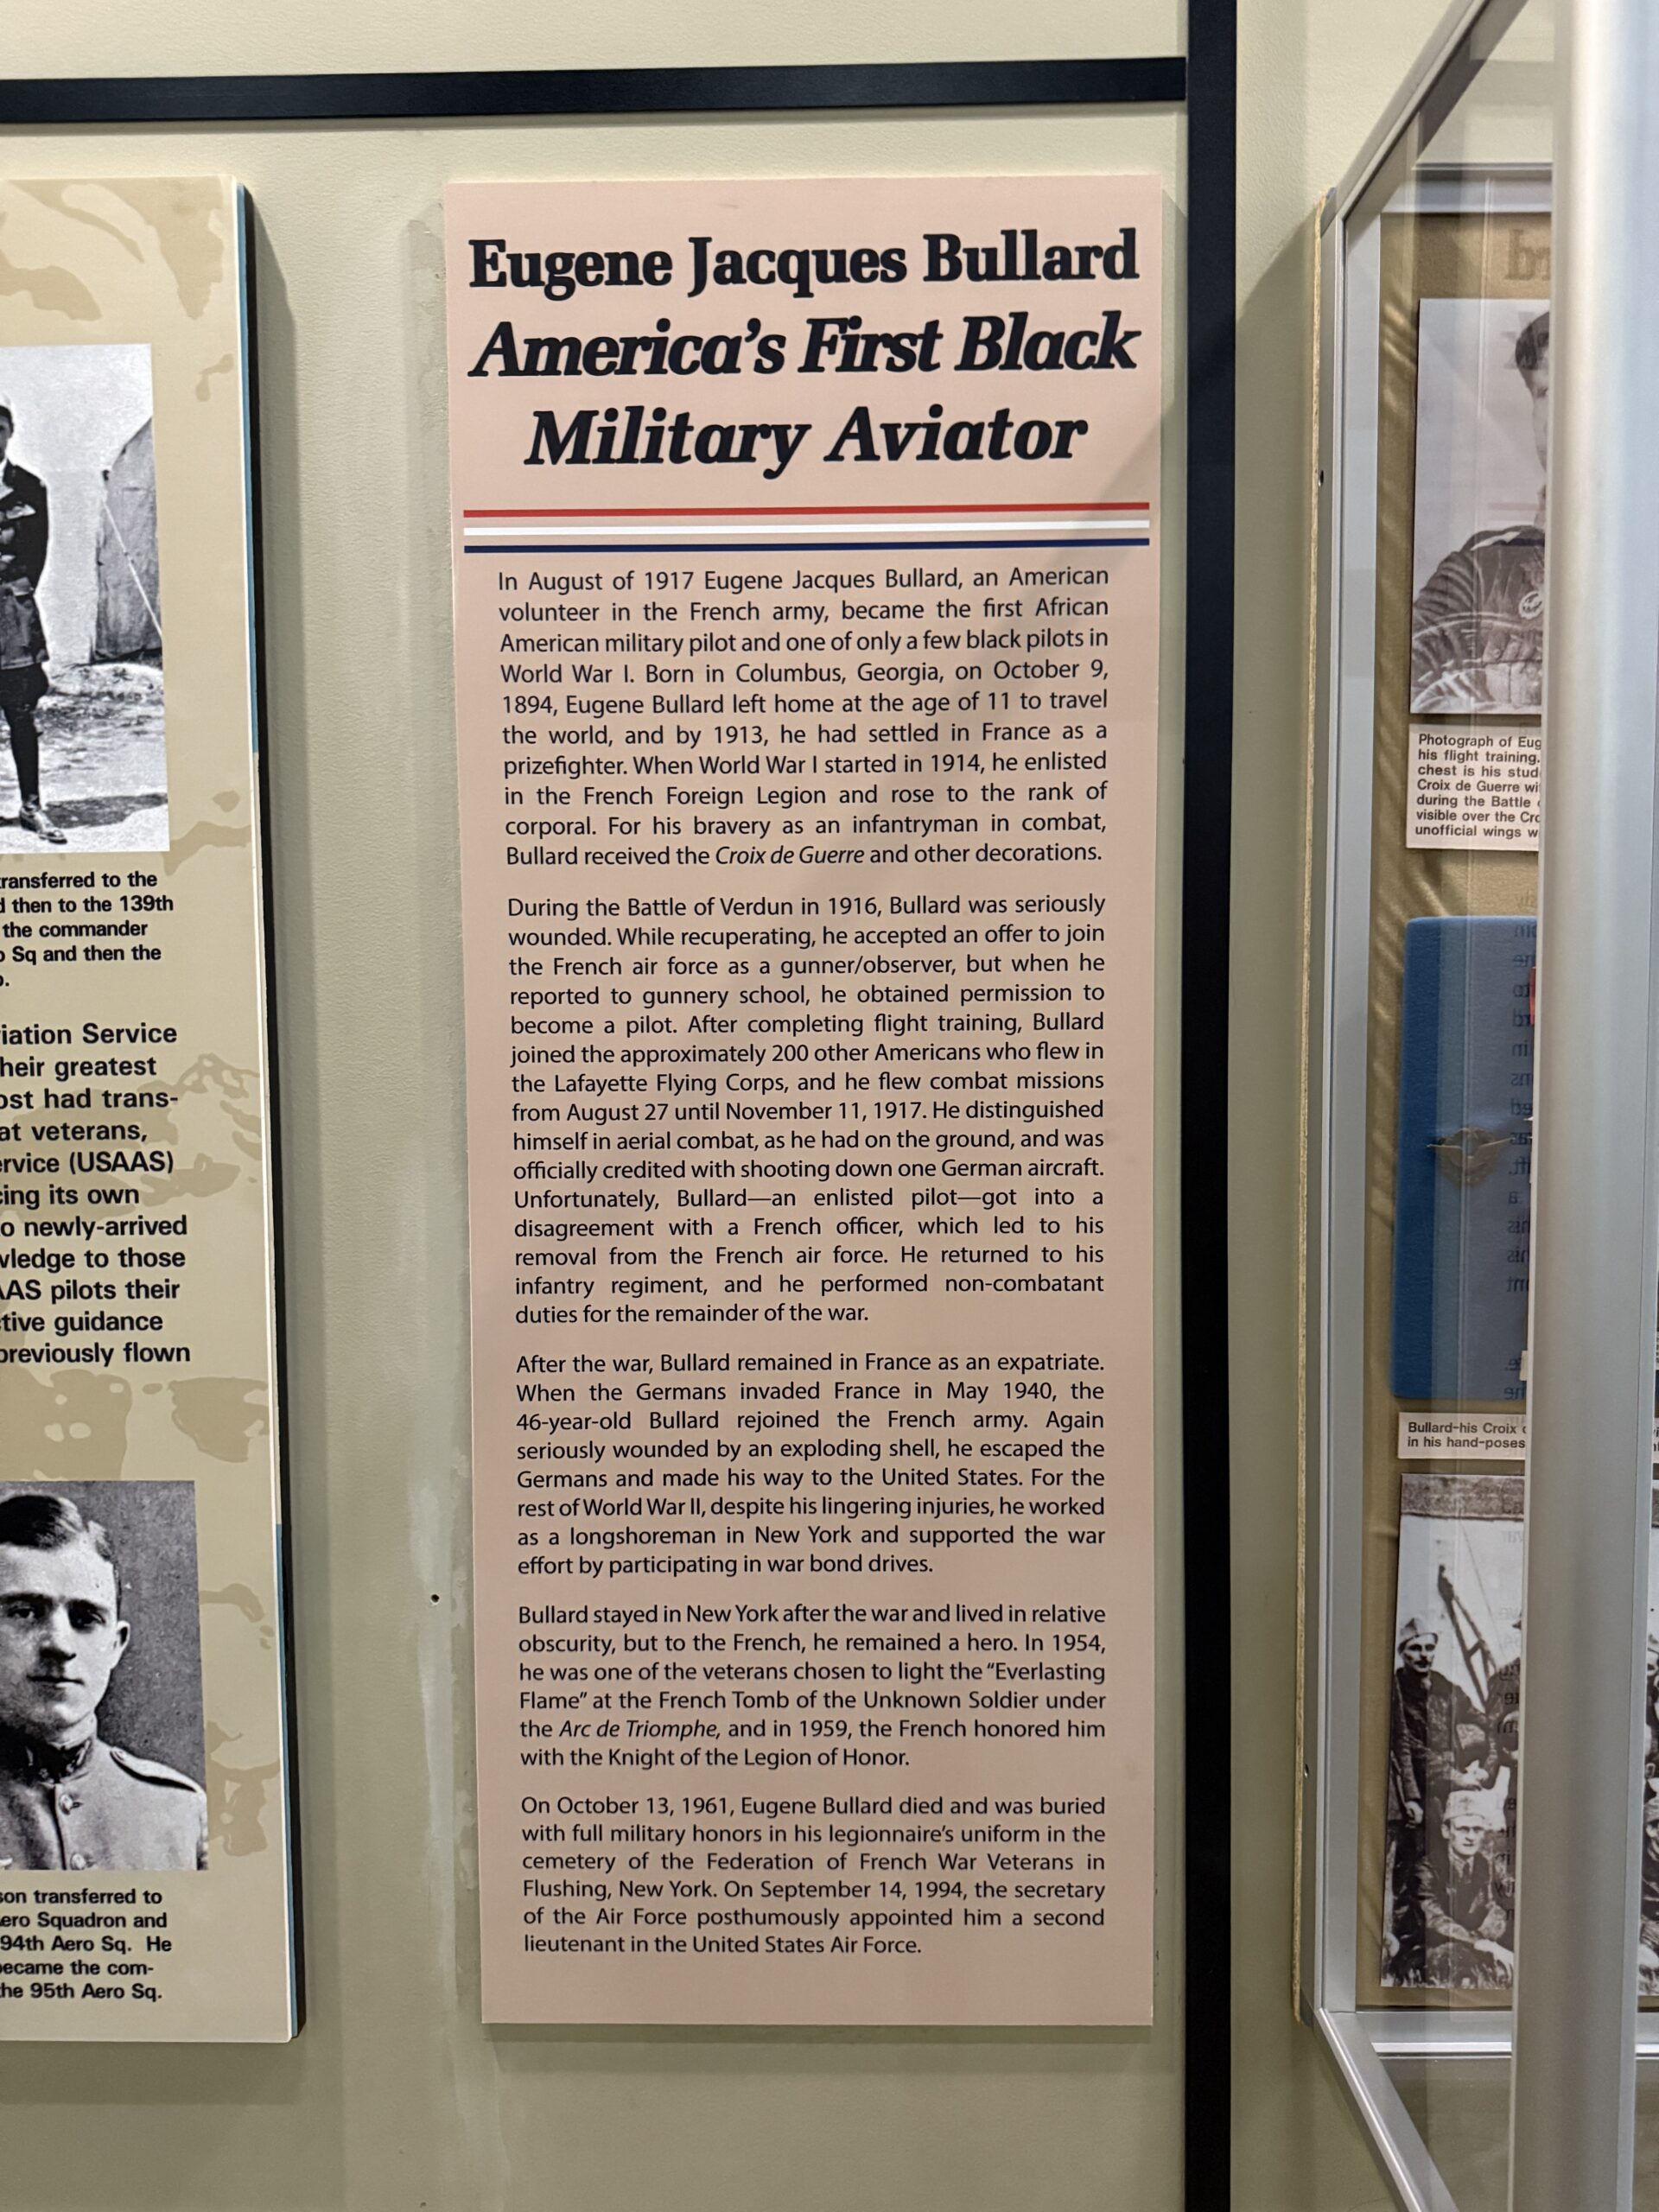 Eugene Jacques Bullard
America's First Black
Military Aviator
In August of 1917 Eugene Jacques Bullard, an American
volunteer in the French army, became the first African
American military pilot and one of only a few black pilots in
World War I. Born in Columbus, Georgia, on October 9,
1894, Eugene Bullard left home at the age of 11 to travel
the world, and by 1913, he had settled in France as a
prizefighter. When World War I started in 1914, he enlisted
in the French Foreign Legion and rose to the rank of
corporal. For his bravery as an infantryman in combat,
Bullard received the Croix de Guerre and other decorations.
During the Battle of Verdun in 1916, Bullard was seriously
wounded. While recuperating, he accepted an offer to join
the French air force as a gunner/observer, but when he
reported to gunnery school, he obtained permission to
become a pilot. After completing flight training, Bullard
joined the approximately 200 other Americans who flew in
the Lafayette Flying Corps, and he flew combat missions
from August 27 until November 11, 1917. He distinguished
himself in aerial combat, as he had on the ground, and was
officially credited with shooting down one German aircraft.
Unfortunately, Bullard—an enlisted pilot—got into a
disagreement with a French officer, which led to his
removal from the French air force. He returned to his
infantry regiment, and he performed non-combatant
duties for the remainder of the war.
After the war, Bullard remained in France as an expatriate.
When the Germans invaded France in May 1940, the
46-year-old Bullard rejoined the French army. Again
seriously wounded by an exploding shell, he escaped the
Germans and made his way to the United States. For the
rest of World War II, despite his lingering injuries, he worked
as a longshoreman in New York and supported the war
effort by participating in war bond drives.
Bullard stayed in New York after the war and lived in relative
obscurity, but to the French, he remained a hero. In 1954,
he was one of the veterans chosen to light the "Everlasting
Flame" at the French Tomb of the Unknown Soldier under
the Arc de Triomphe, and in 1959, the French honored him
with the Knight of the Legion of Honor.
On October 13, 1961, Eugene Bullard died and was buried
with full military honors in his legionnaire's uniform in the
cemetery of the Federation of French War Veterans in
Flushing, New York. On September 14, 1994, the secretary
of the Air Force posthumously appointed him a second
lieutenant in the United States Air Force.
transferred to the
then to the 139th
the commander
Sq and then the
Aviation Service
their greatest
most had trans-
veterans,
Service (USAAS)
its own
newly-arrived
to those
pilots their
guidance
previously flown
transferred to
Aero Squadron and
94th Aero Sq. He
became the com-
the 95th Aero Sq.
Photograph of
his flight training.
chest is his
Croix de Guerre
during the Battle
visible over the
unofficial wings
Bullard-his Croix
in his hand-poses